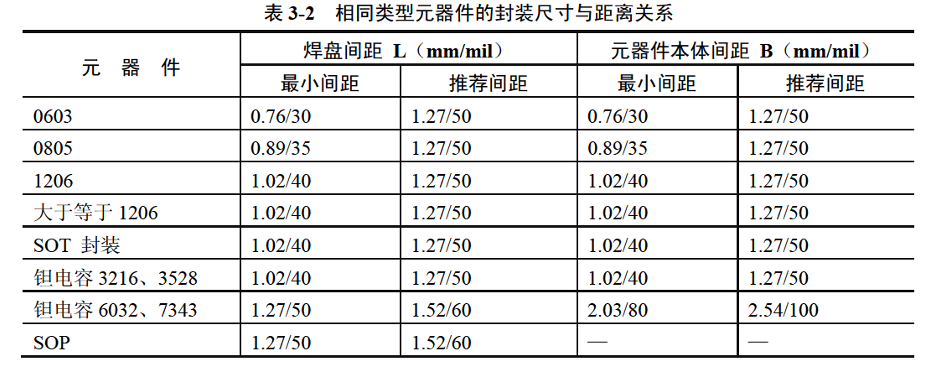 表 3-2 相同类型元器件的封装尺寸与距离关系
元 器 件 焊盘间距 L（mm/mil） 元器件本体间距 B（mm/mil）
最小间距 推荐间距 最小间距 推荐间距
0603 0.76/30 1.27/50 0.76/30 1.27/50
0805 0.89/35 1.27/50 0.89/35 1.27/50
1206 1.02/40 1.27/50 1.02/40 1.27/50
大于等于 1206 1.02/40 1.27/50 1.02/40 1.27/50
SOT 封装 1.02/40 1.27/50 1.02/40 1.27/50
钽电容 3216、3528 1.02/40 1.27/50 1.02/40 1.27/50
钽电容 6032、7343 1.27/50 1.52/60 2.03/80 2.54/100
SOP 1.27/50 1.52/60 — —